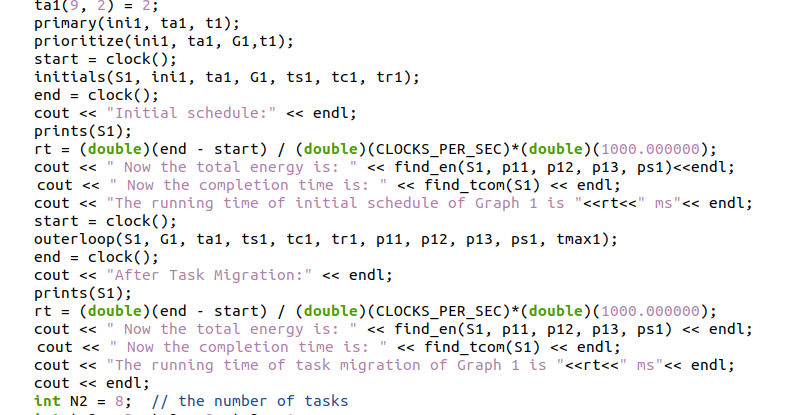 ta1(9, 2) = 2;
primary(ini1, ta1, t1);
prioritize(ini1, ta1, G1,t1);
start = clock();
initials(S1, ini1, ta1, G1, ts1, tc1, tr1);
end = clock();
cout << "Initial schedule:" << endl;
prints(S1);
rt = (double)(end - start) / (double)(CLOCKS_PER_SEC)*(double)(1000.000000);
cout << " Now the total energy is: " << find_en(S1, p11, p12, p13, ps1)<<endl;
cout << " Now the completion time is: " << find_tcom(S1) << endl;
cout << "The running time of initial schedule of Graph 1 is "<<rt<<" ms"<< endl;
start = clock();
outerloop(S1, G1, ta1, ts1, tc1, tr1, p11, p12, p13, ps1, tmax1);
end = clock();
cout << "After Task Migration:" << endl;
prints(S1);
rt = (double)(end - start) / (double)(CLOCKS_PER_SEC)*(double)(1000.000000);
cout << " Now the total energy is: " << find_en(S1, p11, p12, p13, ps1) << endl;
cout << " Now the completion time is: " << find_tcom(S1) << endl;
cout << "The running time of task migration of Graph 1 is "<<rt<<" ms"<< endl;
cout << endl;
int N2 = 8;  // the number of tasks